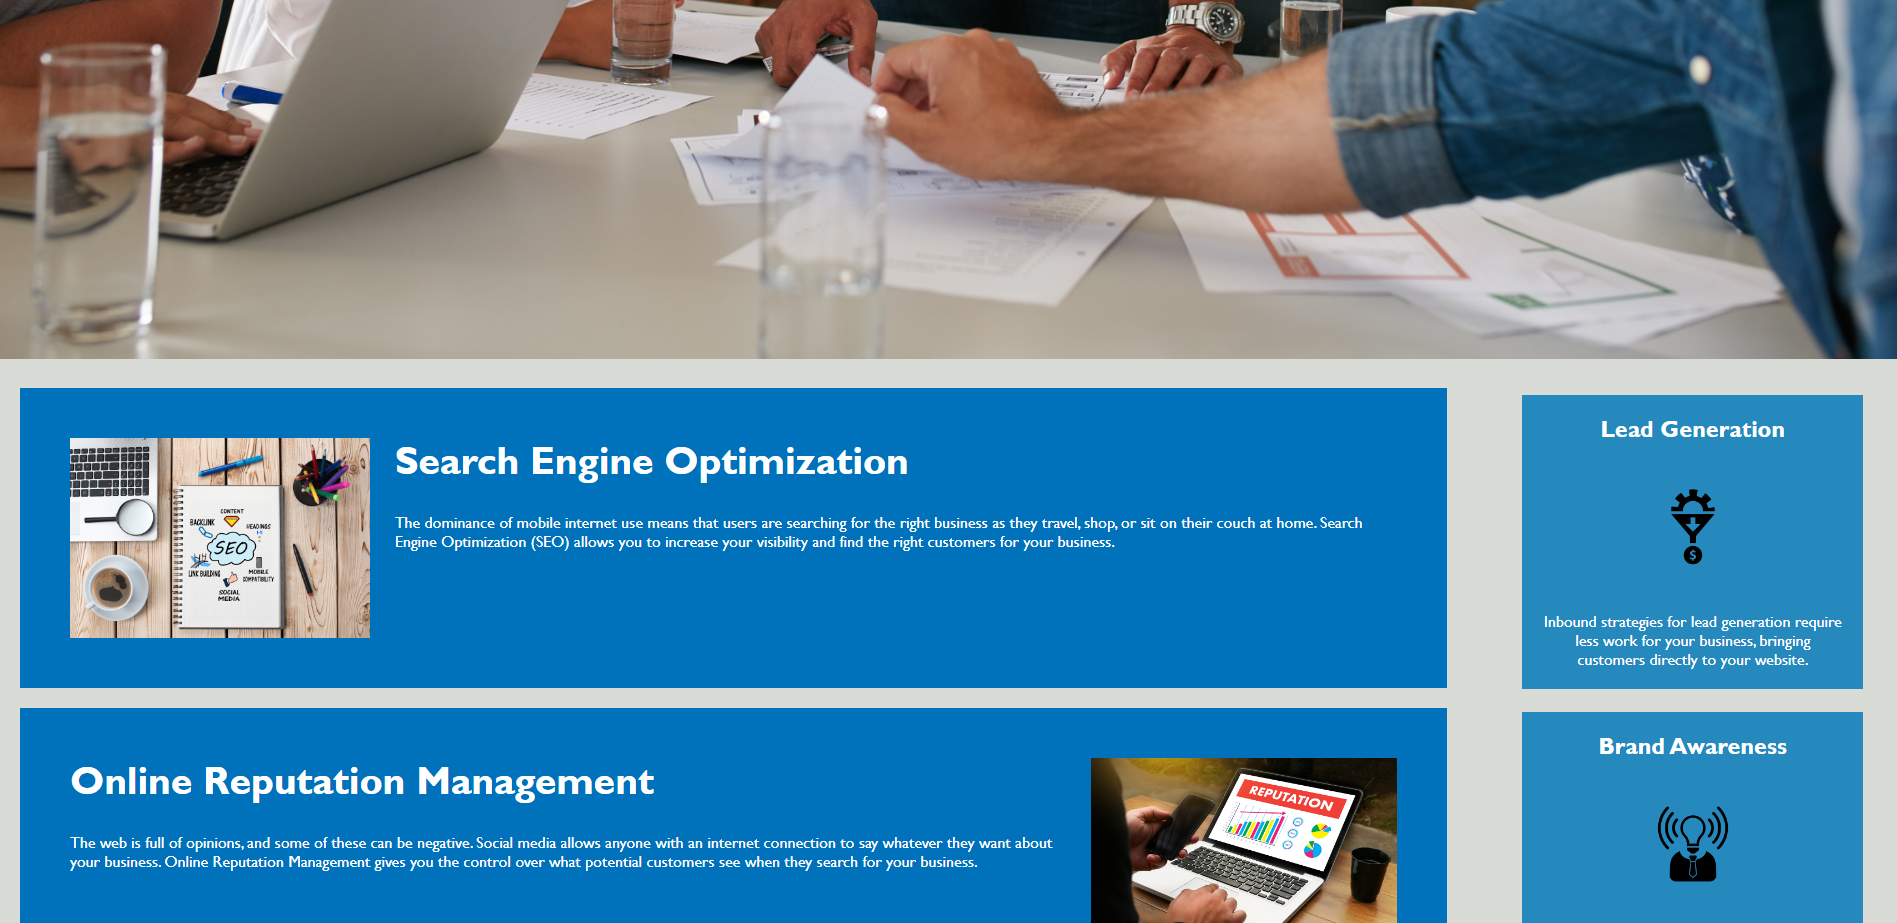 Search Engine Optimization
The dominance of mobile internet use means that users are searching for the right business as they travel, shop, or sit on their couch at home. Search
Engine Optimization (SEO) allows you to increase your visibility and find the right customers for your business.
CONTENT
BACKLINK
HEADINGS
SEO
LINK BUILDING
MOBILE
COMPATIBILITY
SOCIAL
MEDIA
Online Reputation Management
The web is full of opinions, and some of these can be negative. Social media allows anyone with an internet connection to say whatever they want about
your business. Online Reputation Management gives you the control over what potential customers see when they search for your business.
REPUTATION
Lead Generation
$
Inbound strategies for lead generation require
less work for your business, bringing
customers directly to your website.
Brand Awareness